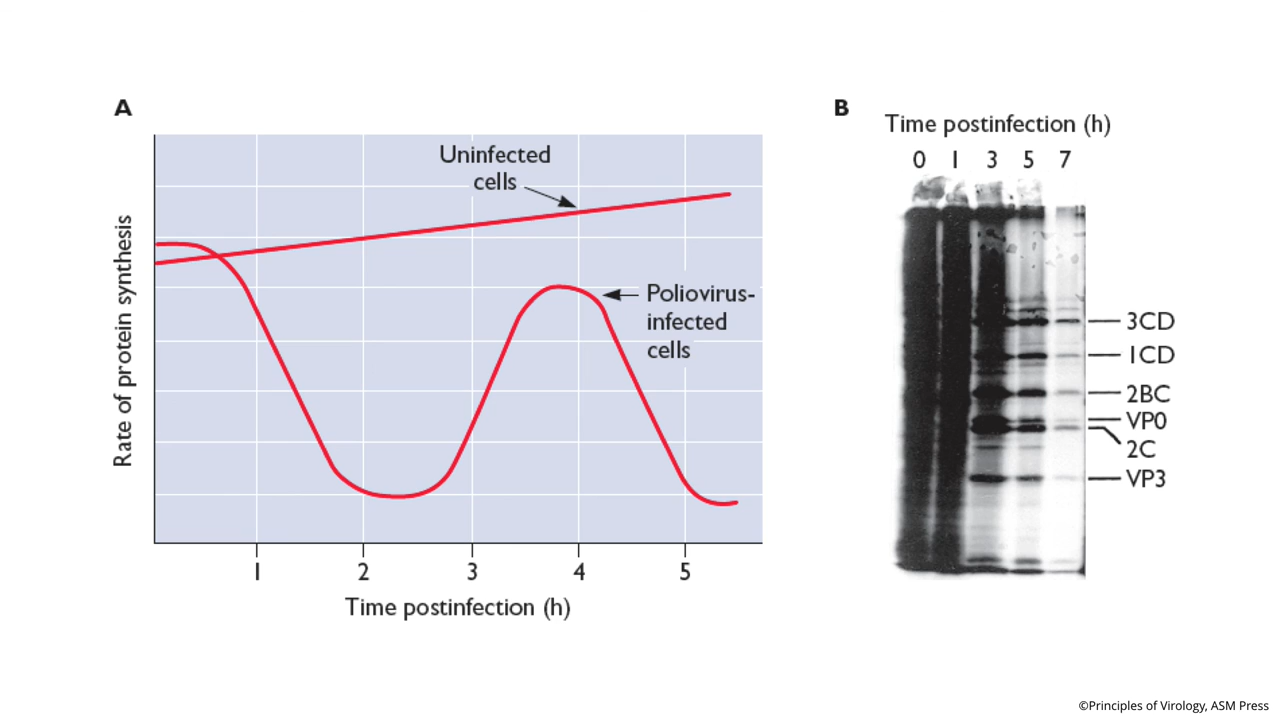 A
Uninfected
cells
Poliovirus-
infected
cells
Rate of protein synthesis
1 2 3 4 5
Time postinfection (h)
B
Time postinfection (h)
0 1 3 5 7
3CD
1CD
2BC
VP0
2C
VP3
©Principles of Virology, ASM Press